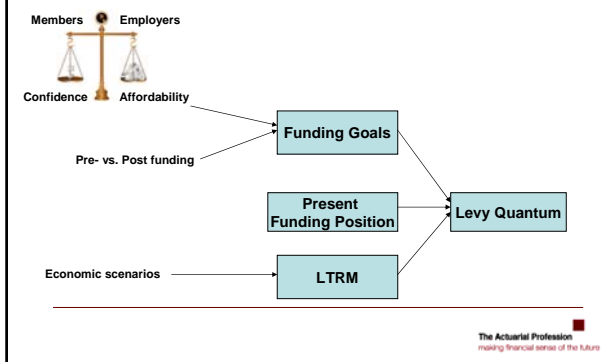 Members Employers
Confidence Affordability
Funding Goals
Pre- vs. Post funding
Present
Funding Position
Levy Quantum
Economic scenarios
LTRM
The Actuarial Profession
making financial sense of the future